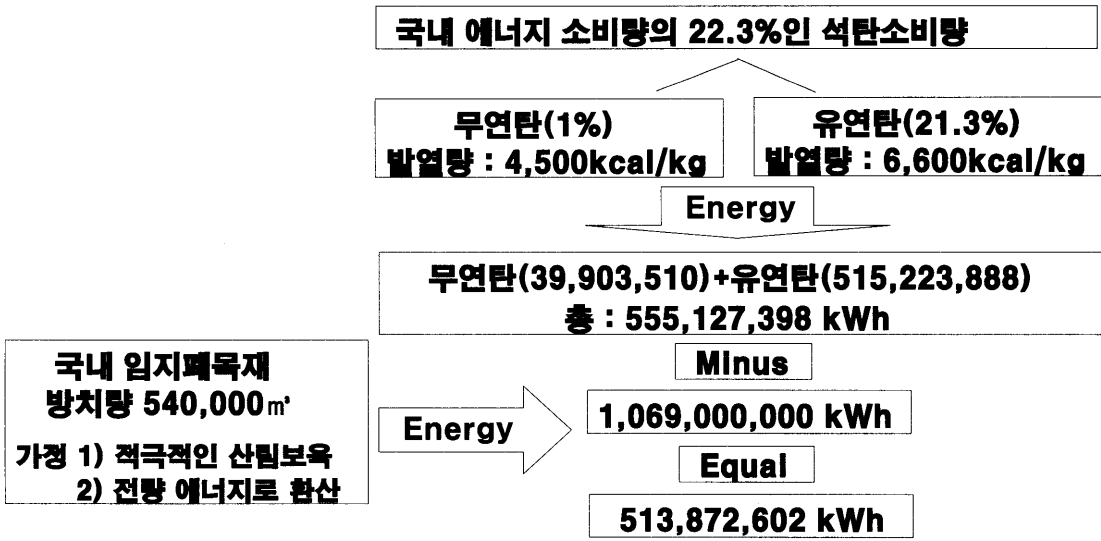 국내 에너지 소비량의 22.3%인 석탄소비량
무연탄(1%)
발열량 : 4,500kcal/kg
유연탄(21.3%)
발열량 : 6,600kcal/kg
Energy
무연탄(39,903,510)+유연탄(515,223,888)
총 : 555,127,398 kWh
국내 임지폐목재
방치량 540,000㎥
가정 1) 적극적인 산림보육
2) 전량 에너지로 환산
Energy
Minus
1,069,000,000 kWh
Equal
513,872,602 kWh